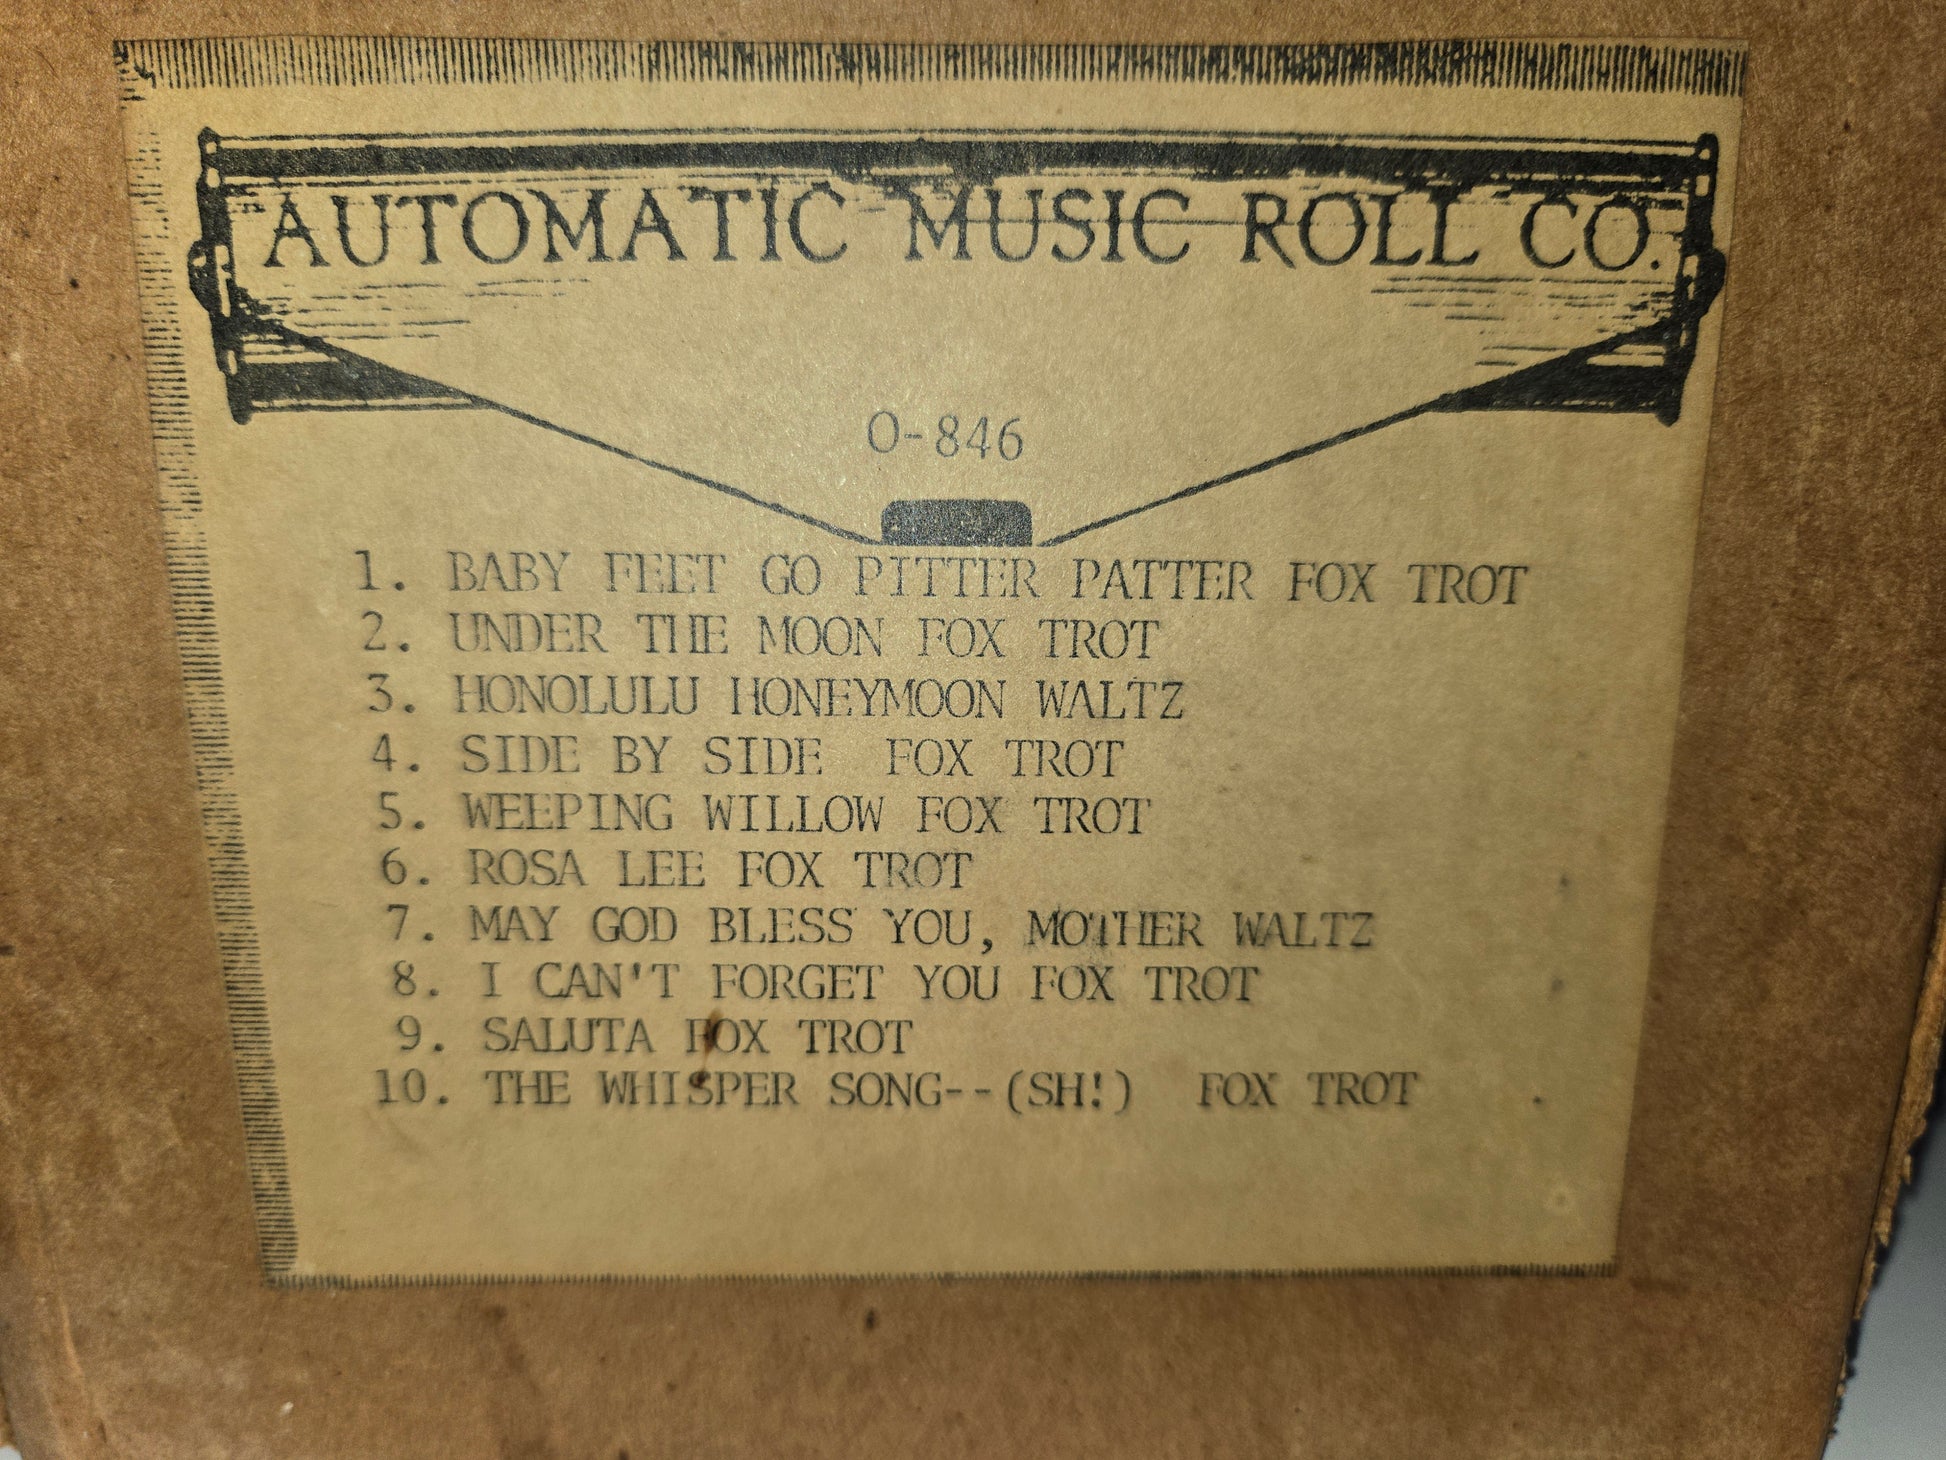 AUTOMATIC MUSIC ROLL CO.
O-846
1. BABY FEET GO PITTER PATTER FOX TROT
2. UNDER THE MOON FOX TROT
3. HONOLULU HONEYMOON WALTZ
4. SIDE BY SIDE FOX TROT
5. WEEPING WILLOW FOX TROT
6. ROSA LEE FOX TROT
7. MAY GOD BLESS YOU, MOTHER WALTZ
8. I CAN'T FORGET YOU FOX TROT
9. SALUTA FOX TROT
10. THE WHISPER SONG--(SH!) FOX TROT